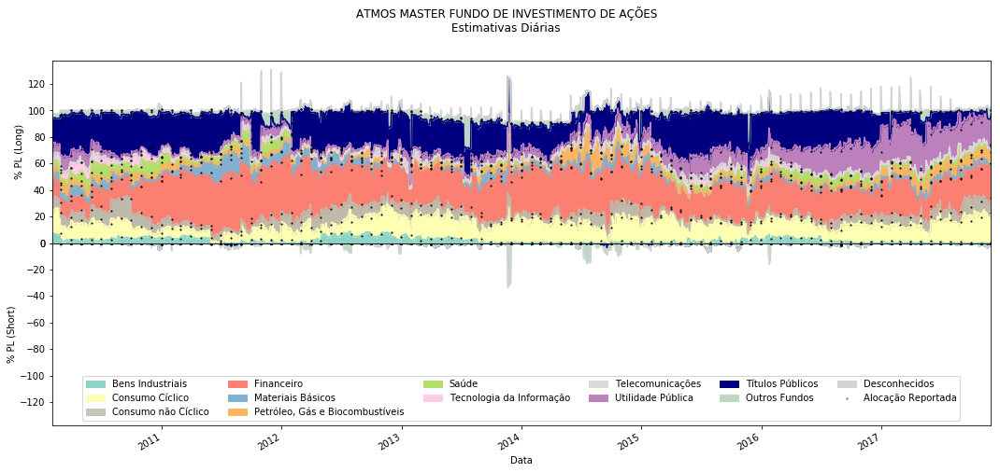 ATMOS MASTER FUNDO DE INVESTIMENTO DE AÇÕES
Estimativas Diárias
% PL (Long)
% PL (Short)
120
100
80
60
40
20
0
−20
−40
−60
−80
−100
−120
Bens Industriais
Consumo Cíclico
Consumo não Cíclico
Financeiro
Materiais Básicos
Petróleo, Gás e Biocombustíveis
Saúde
Tecnologia da Informação
Telecomunicações
Utilidade Pública
Títulos Públicos
Outros Fundos
Desconhecidos
Alocação Reportada
2011
2012
2013
2014
2015
2016
2017
Data